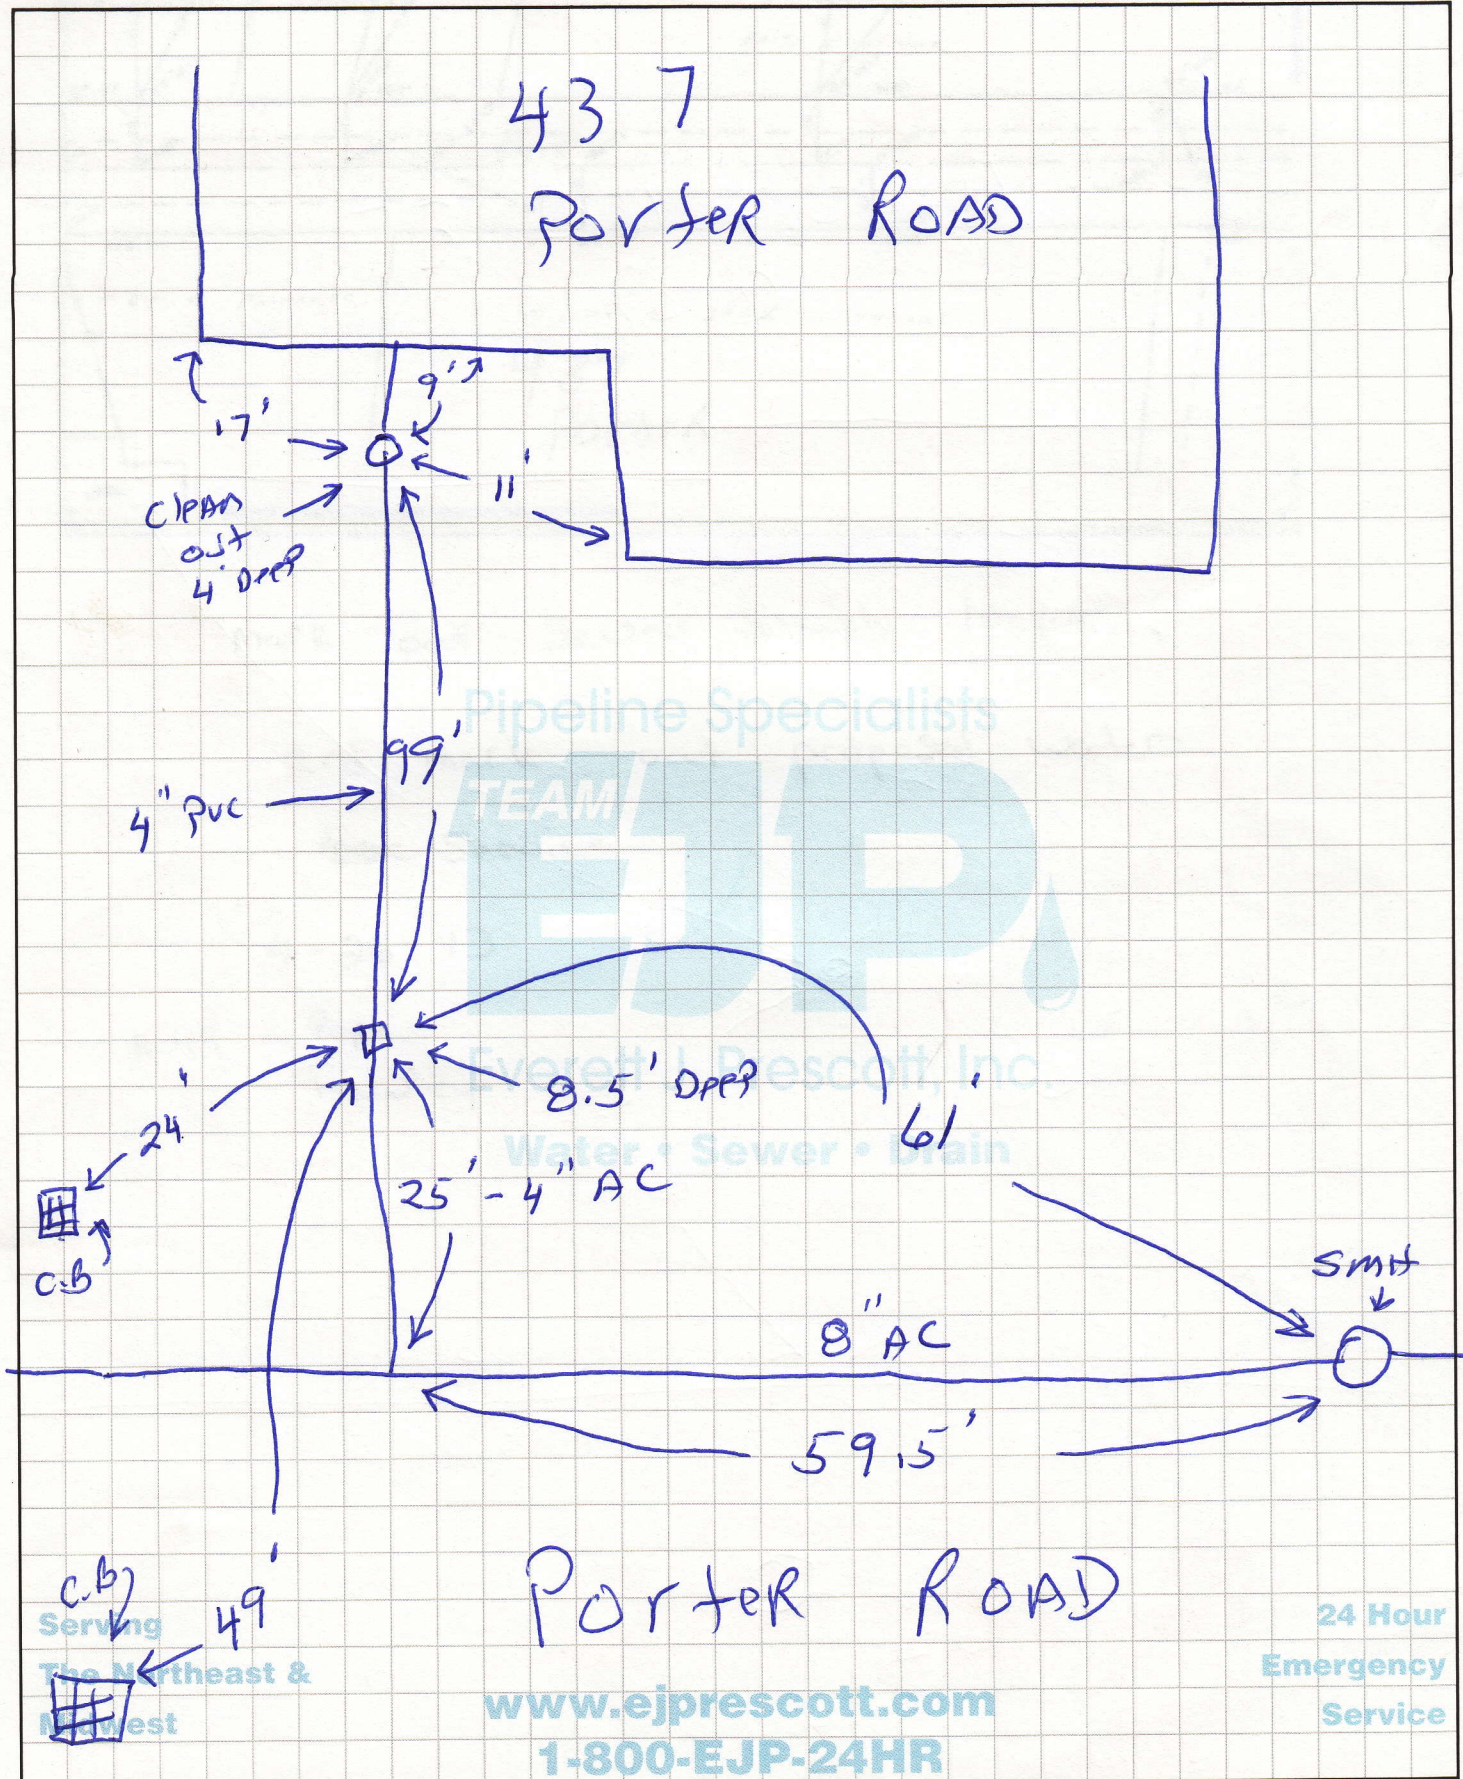 437
Porter Road
9'
17'
11'
Clean
out
4' Deep
Pipeline Specialists
99'
TEAM
EJP
4" PVC
Everett J. Prescott, Inc
8.5' Deep
24'
61'
Water • Sewer • Drain
25' - 4" AC
C.B
SMH
8" AC
59.5'
C.B
49'
Porter Road
Serving
The Northeast &
Midwest
24 Hour
Emergency
Service
www.ejprescott.com
1-800-EJP-24HR